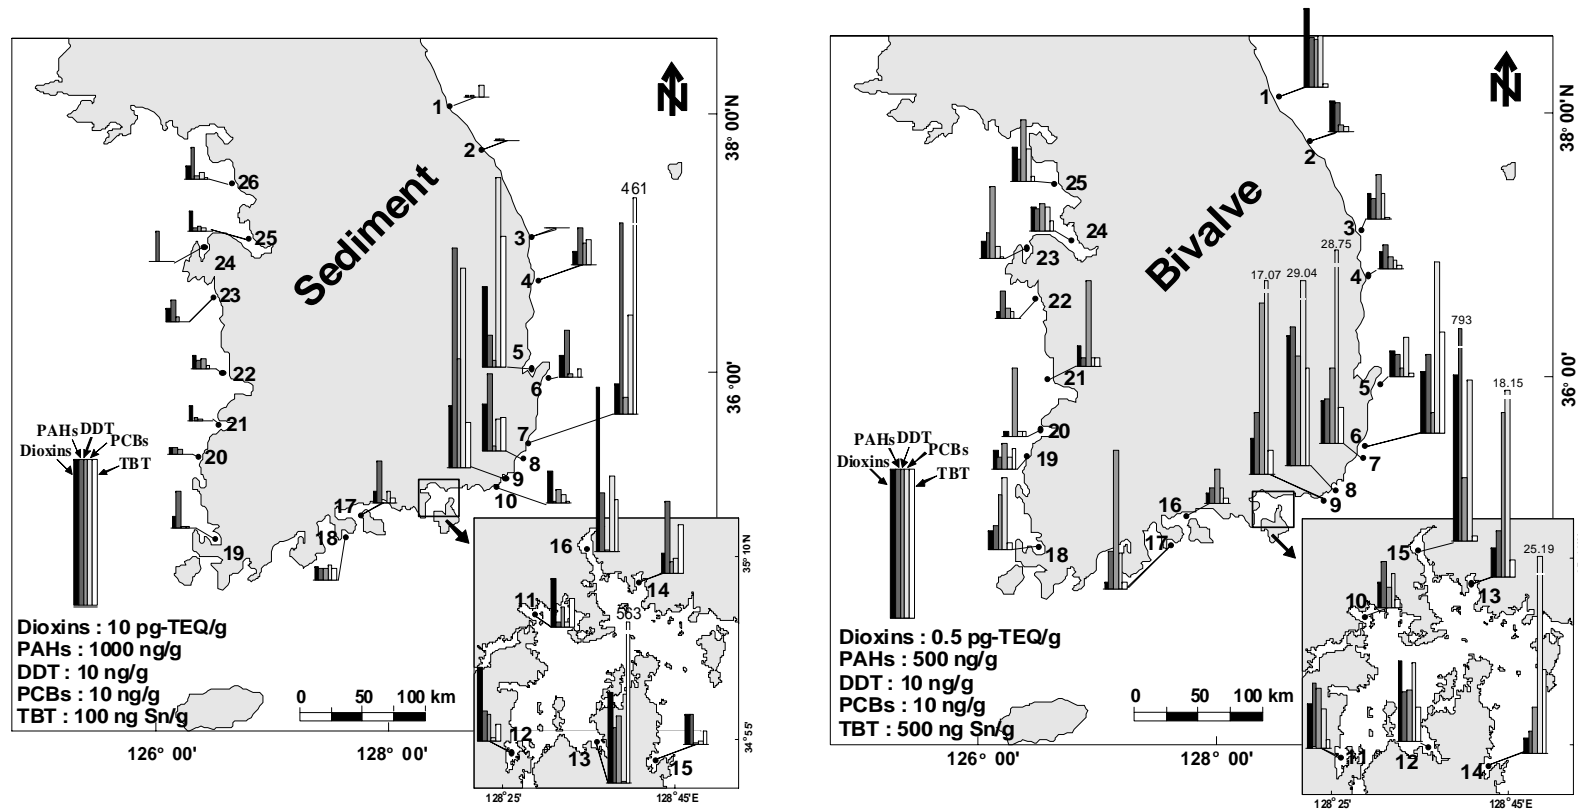 N
1
2
38° 00'N
Sediment
26
25
24
3
461
4
23
5
6
36° 00'
22
21
PAHs DDT
PCBs
Dioxins
TBT
20
7
8
9
10
17
18
19
16
14
35° 10'N
11
563
Dioxins : 10 pg-TEQ/g
PAHs : 1000 ng/g
DDT : 10 ng/g
PCBs : 10 ng/g
TBT : 100 ng Sn/g
0 50 100 km
12
13
15
34° 55'
126° 00'
128° 00'
128° 25'
128° 45'E
N
1
2
38° 00'N
Bivalve
25
24
23
3
28.75
17.07
29.04
4
22
793
21
5
18.15
36° 00'
20
19
6
7
PAHs DDT
PCBs
Dioxins
TBT
8
9
16
17
18
15
25.19
13
10
Dioxins : 0.5 pg-TEQ/g
PAHs : 500 ng/g
DDT : 10 ng/g
PCBs : 10 ng/g
TBT : 500 ng Sn/g
0 50 100 km
11
12
14
126° 00'
128° 00'
128° 25'
128° 45'E